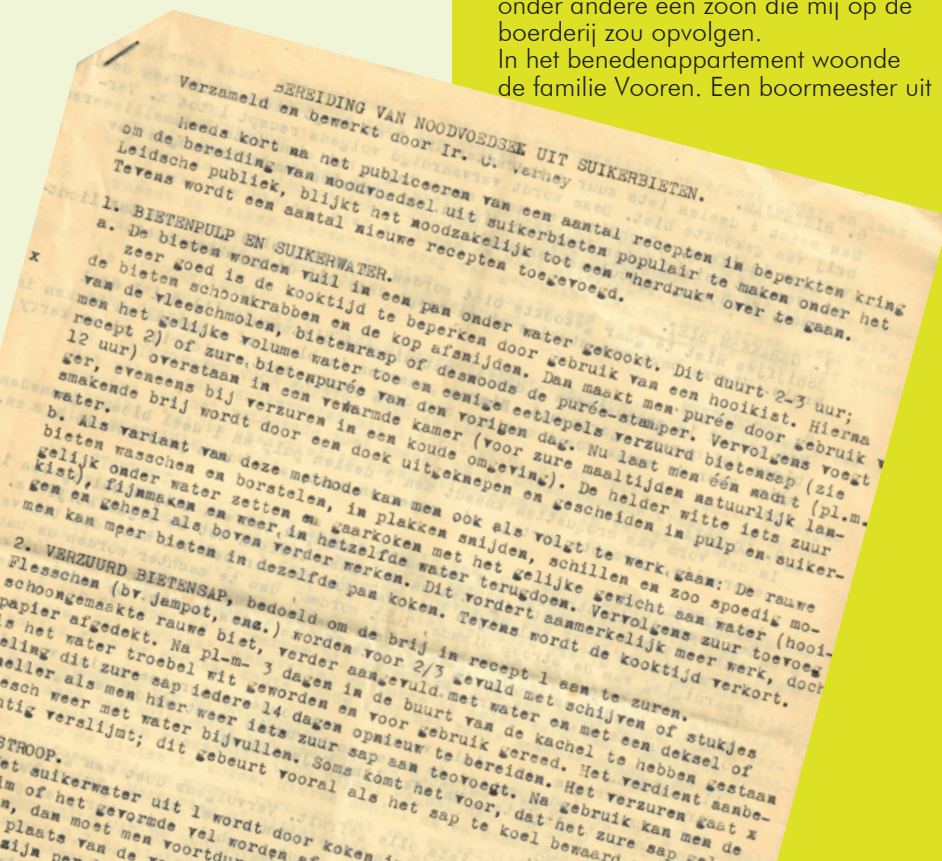 onder andere een zoon die mij op de
boerderij zou opvolgen.
In het benedenappartement woonde
de familie Vooren. Een boormeester uit
BEREIDING VAN NOODVOEDSEL UIT SUIKERBIETEN.
Verzameld en bewerkt door Ir. C. Varhey
Reeds kort na het publiceeren van een aantal recepten in beperkten kring
om de bereiding van noodvoedsel uit suikerbieten populair te maken onder het
Leidsche publiek, blijkt het noodzakelijk tot een "herdruk" over te gaan.
Tevens wordt een aantal nieuwe recepten toegevoegd.
1. BIETENPULP EN SUIKERWATER.
a. De bieten worden vuil in een pan onder water gekookt. Dit duurt 2-3 uur;
x zeer goed is de kooktijd te beperken door gebruik van een hooikist. Hierna
de bieten schoonkrabben en de kop afsnijden. Dan maakt men purée door gebruik
van de vleeschmolen, bietenrasp of desnoods de purée-stamper. Vervolgens voegt
men het gelijke volume water toe en eenige eetlepels verzuurd bietensap (zie
recept 2) of zure bietenpurée van den vorigen dag. Nu laat men één nacht (pl.m.
12 uur) overstaan in een verwarmde kamer (voor zure maaltijden natuurlijk lan-
ger, eveneens bij verzuren in een koude omgeving). De helder witte iets zuur
smakende brij wordt door een doek uitgeknepen en gescheiden in pulp en suiker-
water.
b. Als variant van deze methode kan men ook als volgt te werk gaan: De rauwe
bieten wasschen en borstelen, in plakken snijden, schillen en zoo spoedig mo-
gelijk onder water zetten en gaarkoken met het gelijke gewicht aan water (hooi-
kist), fijnmaken en weer in hetzelfde water terugdoen. Vervolgens zuur toevoeg
gen en geheel als boven verder werken. Dit vordert aanmerkelijk meer werk, doch
men kan meer bieten in dezelfde pan koken. Tevens wordt de kooktijd verkort.
2. VERZUURD BIETENSAP, bedoeld om de brij in recept 1 aan te zuren.
Flesschen (bv. jampot, enz.) worden voor 2/3 gevuld met schijven of stukjes
schoongemaakte rauwe biet, verder aangevuld met water en met een deksel of
papier afgedekt. Na pl-m- 3 dagen in de buurt van de kachel te hebben gestaan
is het water troebel wit geworden en voor gebruik gereed. Het verdient aanbe-
eling dit zure sap iedere 14 dagen opnieuw te bereiden. Het verzuren gaat x
neller als men hier weer iets zuur sap aan teovoegt. Na gebruik kan men de
esch weer met water bijvullen. Soms komt het voor, dat het zure sap
htig verslijmt; dit gebeurt vooral als het sap te koel bewaard
STROOP.
et suikerwater uit 1 wordt door koken
im of het gevormde vel worden
n, dan moet men
plaats van de
zijn